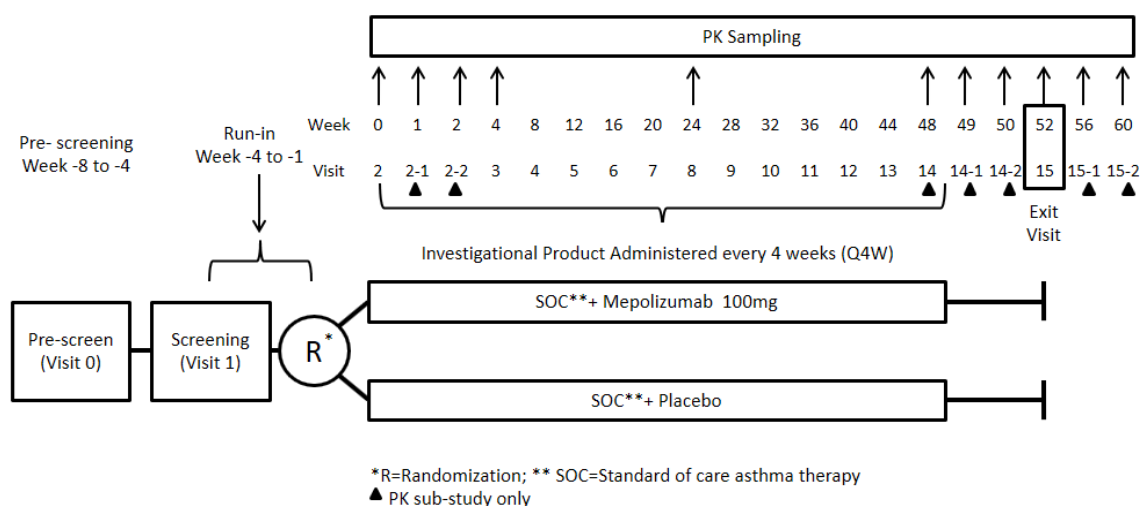 PK Sampling
Pre- screening
Week -8 to -4
Run-in
Week -4 to -1
Week 0 1 2 4 8 12 16 20 24 28 32 36 40 44 48 49 50 52 56 60
Visit 2 2-1 2-2 3 4 5 6 7 8 9 10 11 12 13 14 14-1 14-2 15 15-1 15-2
Exit
Visit
Investigational Product Administered every 4 weeks (Q4W)
SOC**+ Mepolizumab 100mg
Pre-screen
(Visit 0)
Screening
(Visit 1)
R*
SOC**+ Placebo
*R=Randomization; ** SOC=Standard of care asthma therapy
▲ PK sub-study only